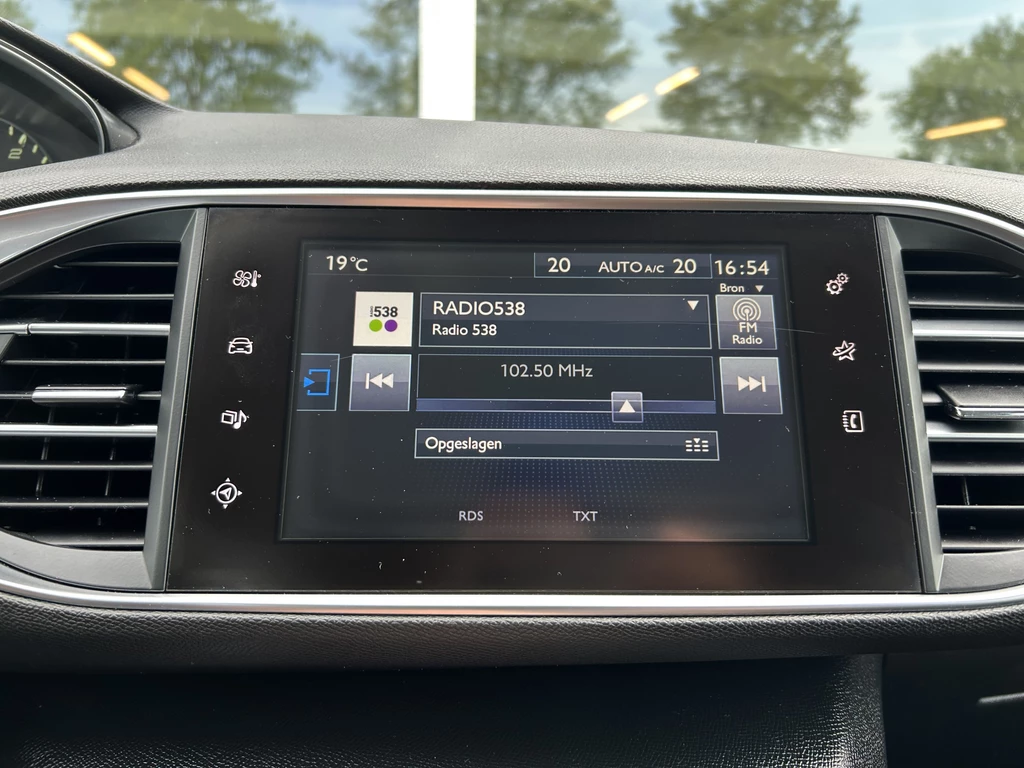 19°C
20 AUTO A/C 20
16:54
Bron
538
RADIO538
Radio 538
FM
Radio
102.50 MHz
Opgeslagen
RDS TXT
2